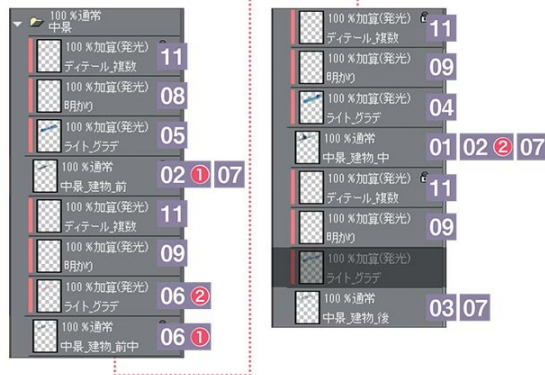 100 %通常
中景
100 %加算(発光)
ディテール_複数
11
100 %加算(発光)
明かり
08
100 %加算(発光)
ライト_グラデ
05
100 %通常
中景_建物_前
02 ① 07
100 %加算(発光)
ディテール_複数
11
100 %加算(発光)
明かり
09
100 %加算(発光)
ライト_グラデ
06 ②
100 %通常
中景_建物_前中
06 ①
100 %加算(発光)
ディテール_複数
11
100 %加算(発光)
明かり
09
100 %加算(発光)
ライト_グラデ
04
100 %通常
中景_建物_中
01 02 ② 07
100 %加算(発光)
ディテール_複数
11
100 %加算(発光)
明かり
09
100 %加算(発光)
ライト_グラデ
100 %通常
中景_建物_後
03 07